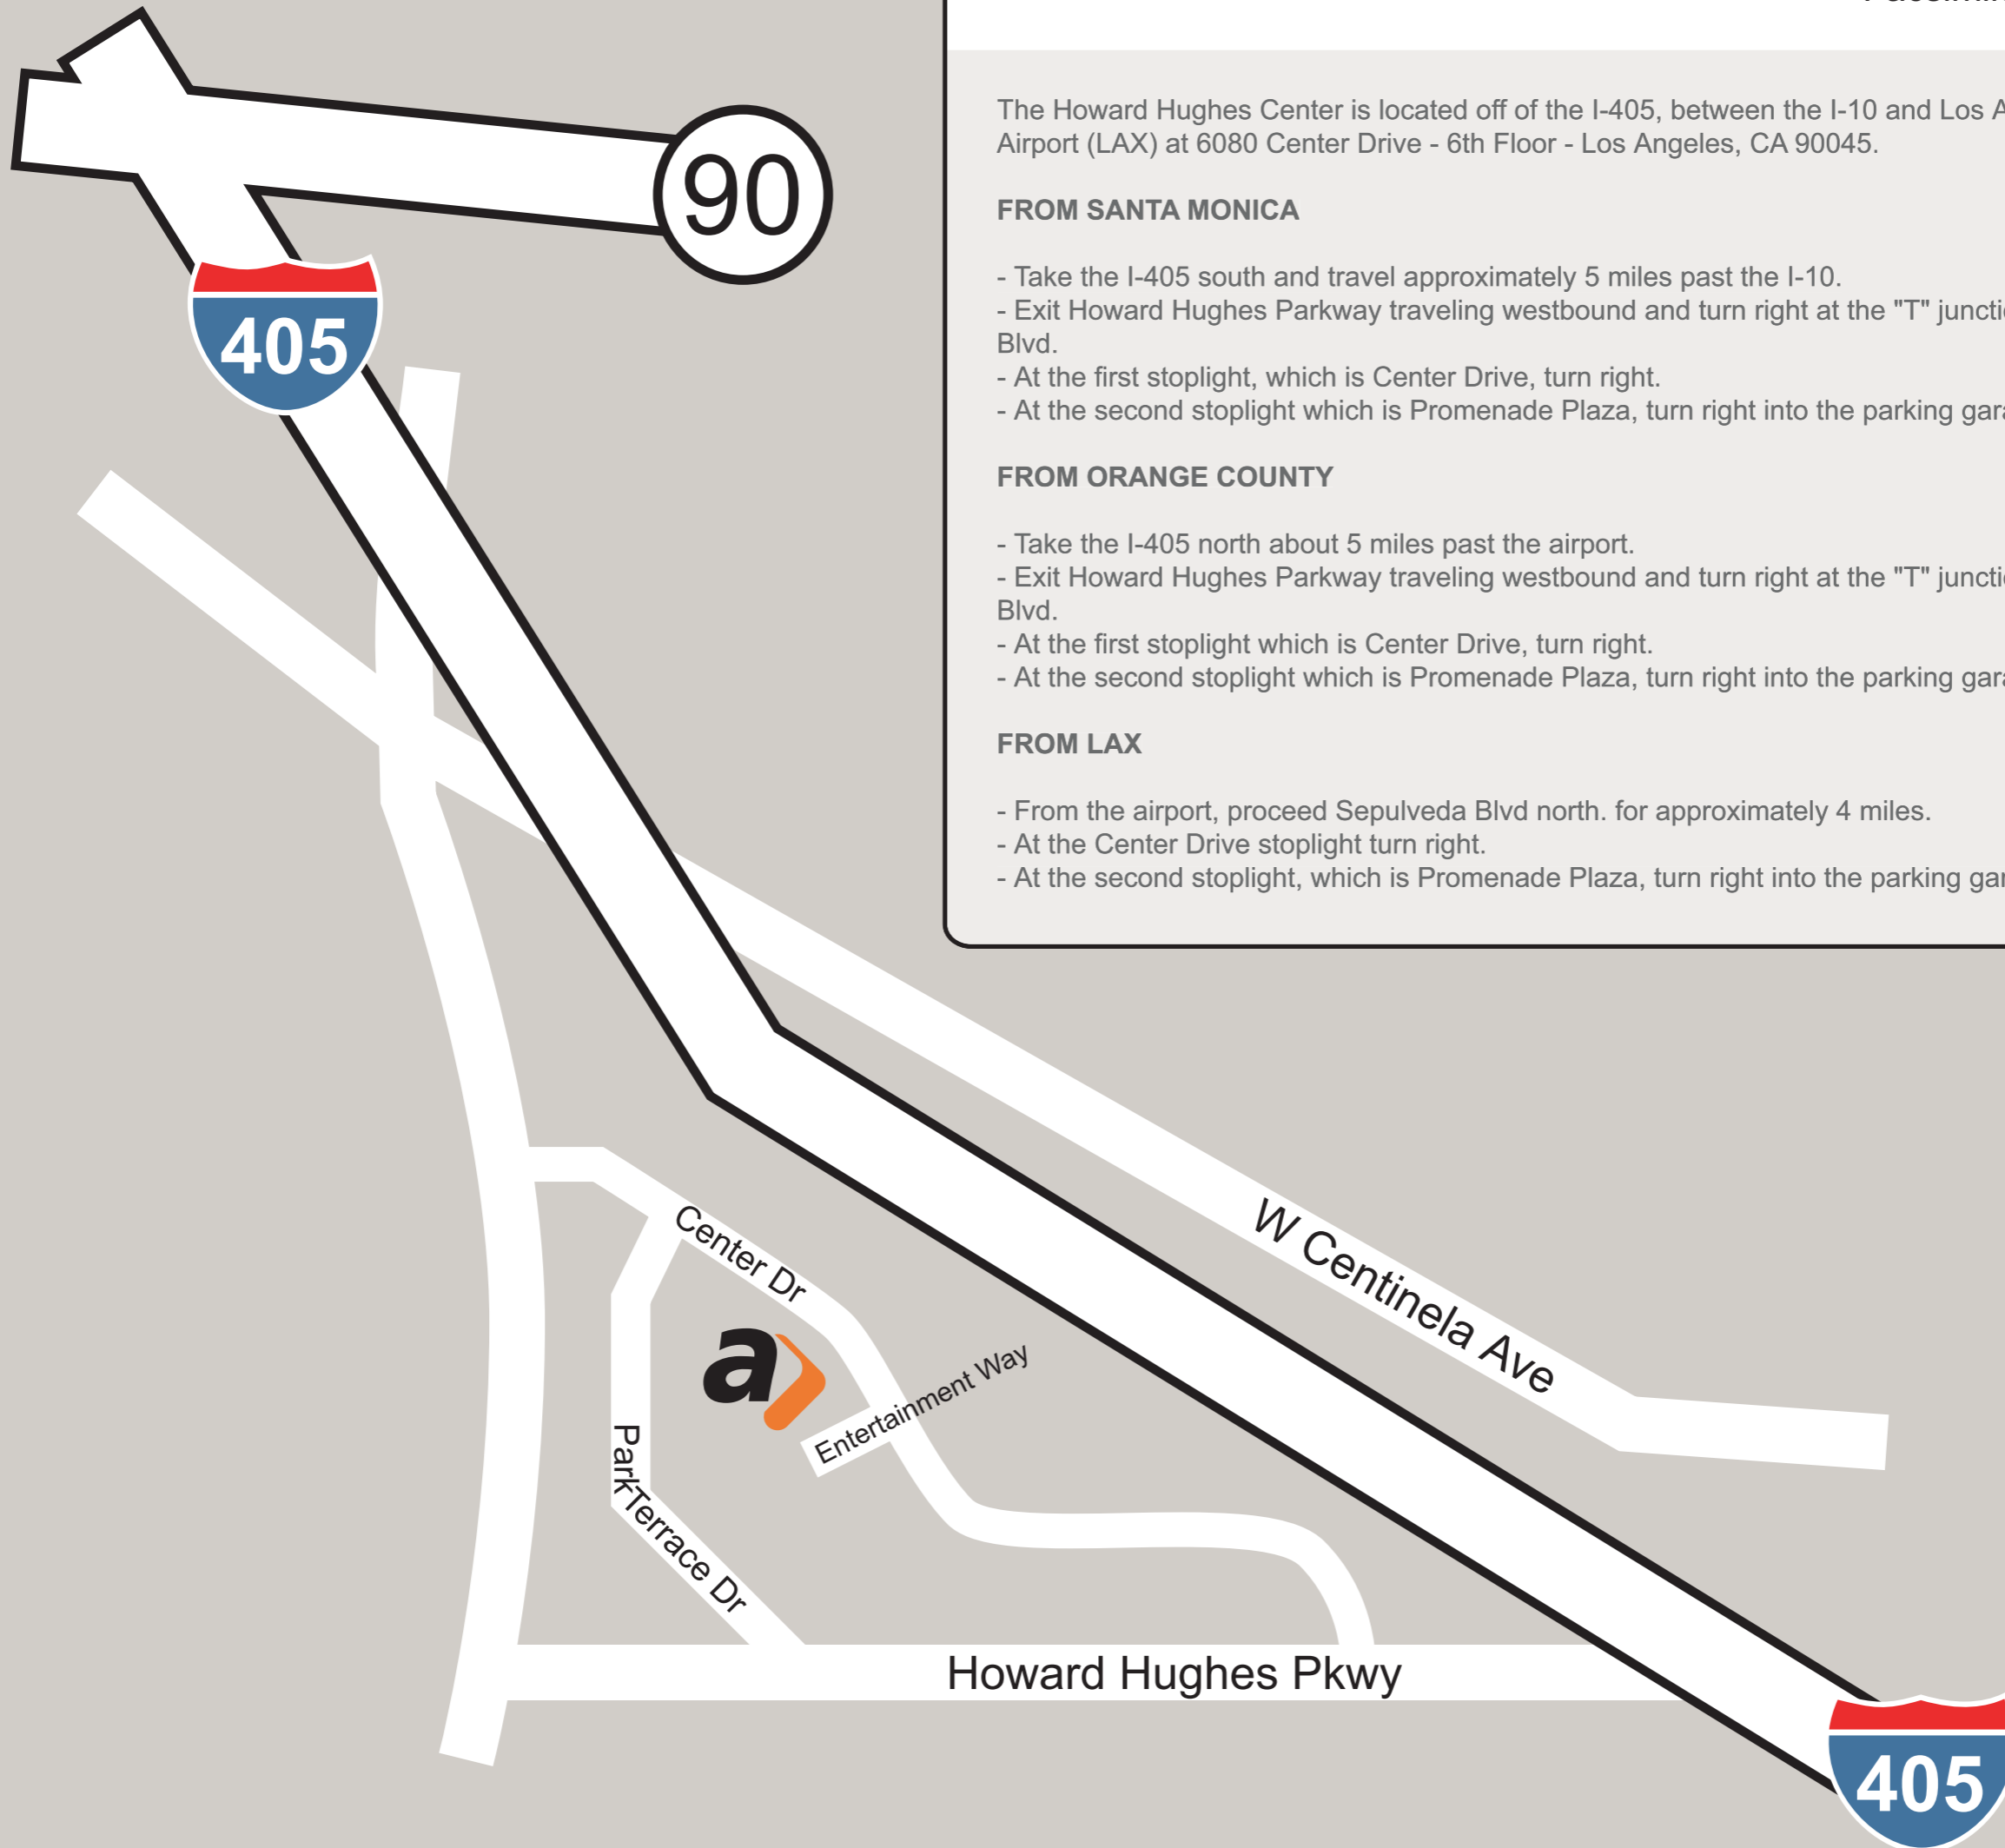 90
405
The Howard Hughes Center is located off of the I-405, between the I-10 and Los
Airport (LAX) at 6080 Center Drive - 6th Floor - Los Angeles, CA 90045.
FROM SANTA MONICA
- Take the I-405 south and travel approximately 5 miles past the I-10.
- Exit Howard Hughes Parkway traveling westbound and turn right at the "T"
Blvd.
- At the first stoplight, which is Center Drive, turn right.
- At the second stoplight which is Promenade Plaza, turn right into the parking
FROM ORANGE COUNTY
- Take the I-405 north about 5 miles past the airport.
- Exit Howard Hughes Parkway traveling westbound and turn right at the "T"
Blvd.
- At the first stoplight which is Center Drive, turn right.
- At the second stoplight which is Promenade Plaza, turn right into the parking
FROM LAX
- From the airport, proceed Sepulveda Blvd north. for approximately 4 miles.
- At the Center Drive stoplight turn right.
- At the second stoplight, which is Promenade Plaza, turn right into the parking
Center Dr
W Centinela Ave
a
Entertainment Way
Park Terrace Dr
Howard Hughes Pkwy
405